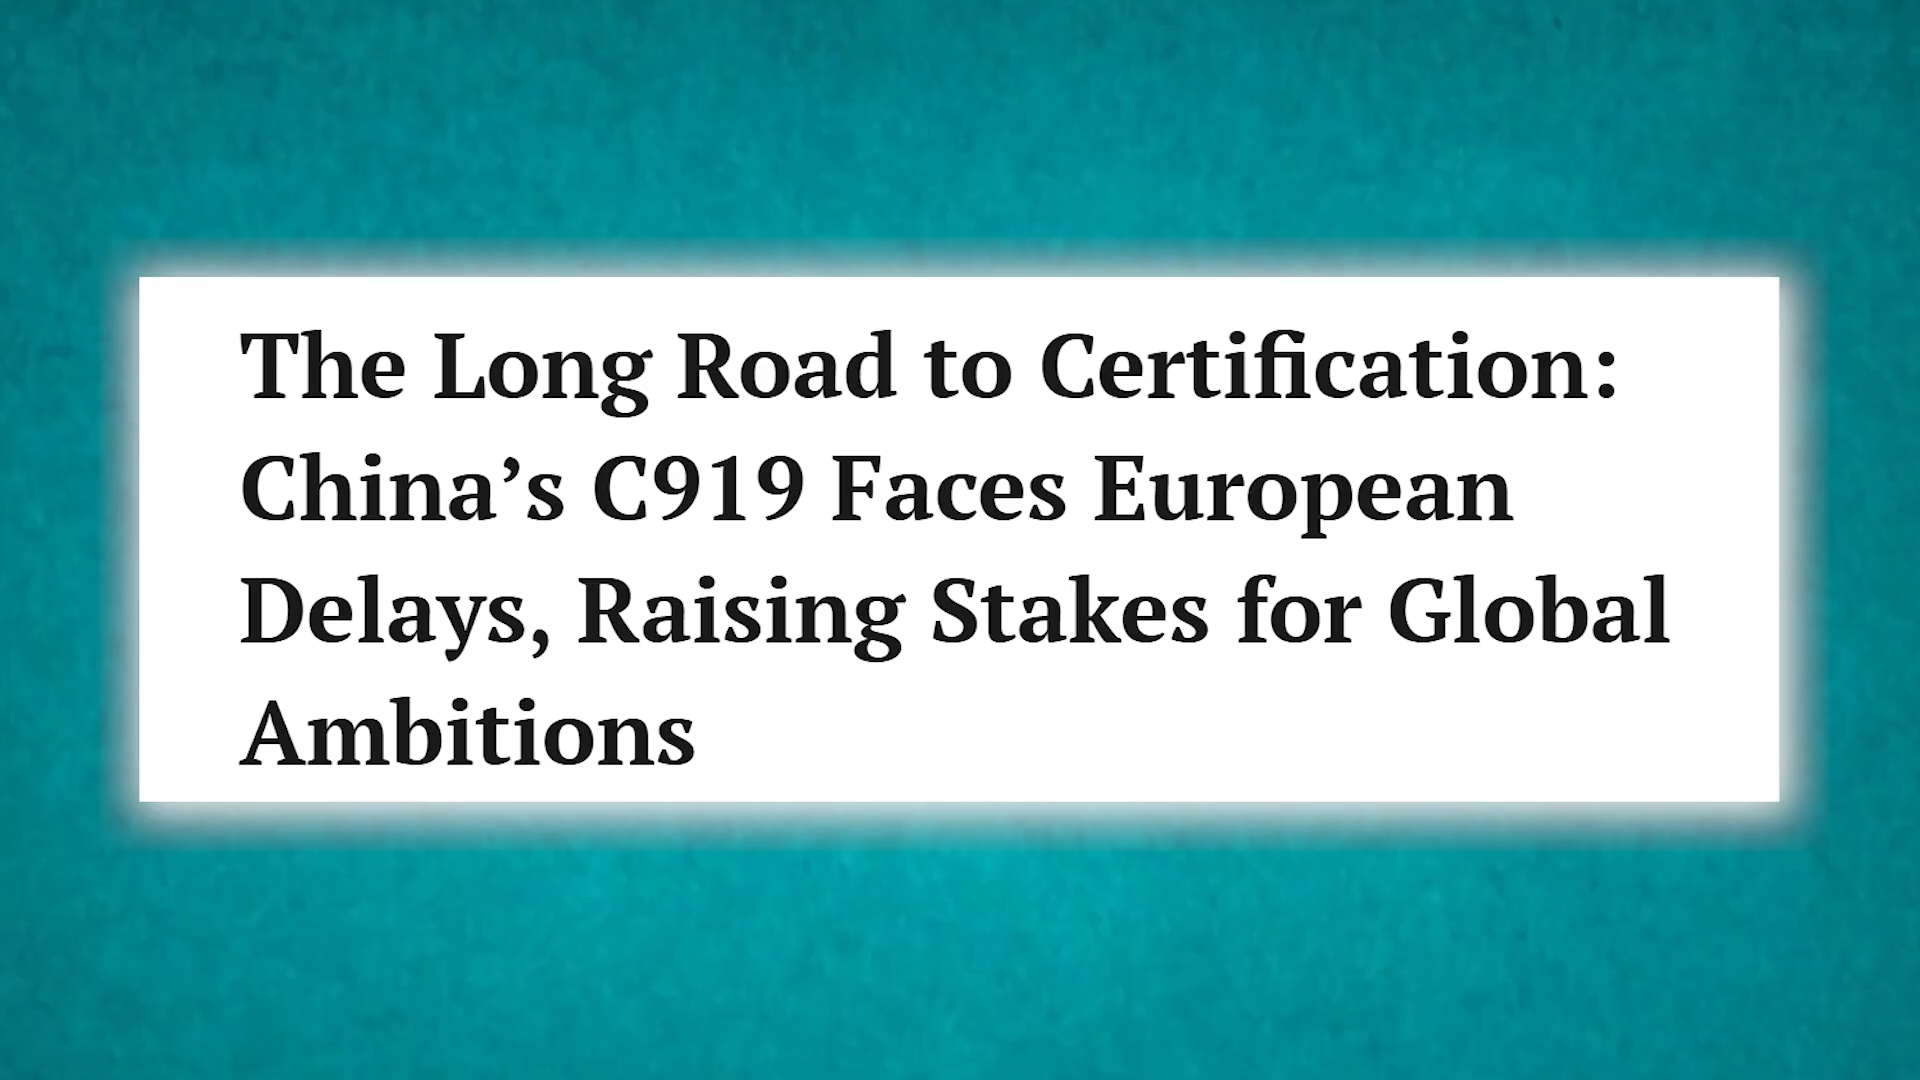 The Long Road to Certification:
China’s C919 Faces European
Delays, Raising Stakes for Global
Ambitions